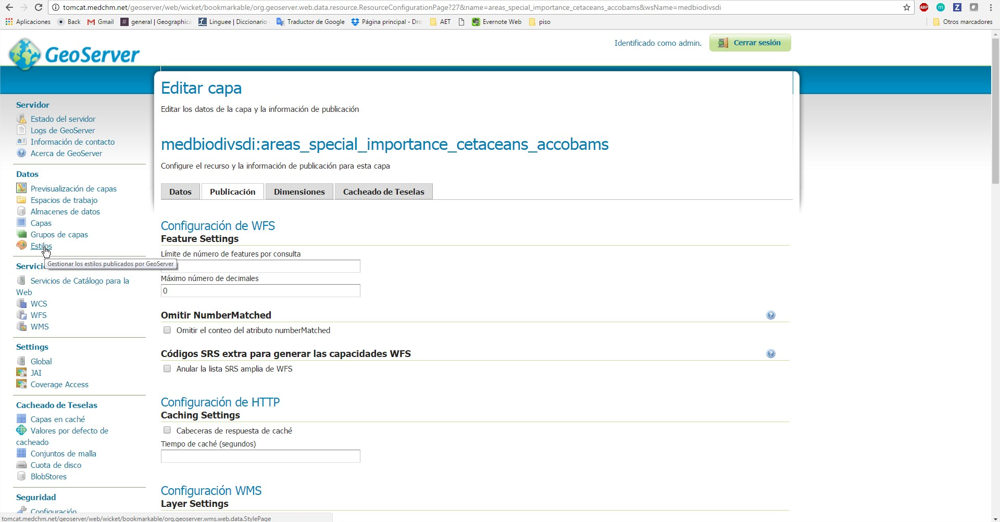 tomcat.medchm.net/geoserver/web/wicket/bookmarkable/org.geoserver.web.data.resource.ResourceConfigurationPage?27&name=areas_special_importance_cetaceans_accobams&wsName=medbiodivsdi
ABP
m
Z
Aplicaciones
Back
Gmail
general | Geographica
Linguee | Diccionario
Traductor de Google
Página principal - Dro
AET
Evernote Web
piso
Otros marcadores
GeoServer
Identificado como admin.
Cerrar sesión
Editar capa
Editar los datos de la capa y la información de publicación
medbiodivsdi:areas_special_importance_cetaceans_accobams
Configure el recurso y la información de publicación para esta capa
Datos
Publicación
Dimensiones
Cacheado de Teselas
Servidor
Estado del servidor
Logs de GeoServer
Información de contacto
Acerca de GeoServer
Datos
Previsualización de capas
Espacios de trabajo
Almacenes de datos
Capas
Grupos de capas
Estilos
Gestionar los estilos publicados por GeoServer
Servicios de Catálogo para la
Web
WCS
WFS
WMS
Settings
Global
JAI
Coverage Access
Cacheado de Teselas
Capas en caché
Valores por defecto de
cacheado
Conjuntos de malla
Cuota de disco
BlobStores
Seguridad
Configuración
Configuración de WFS
Feature Settings
Límite de número de features por consulta
Máximo número de decimales
0
Omitir NumberMatched
Omitir el conteo del atributo numberMatched
Códigos SRS extra para generar las capacidades WFS
Anular la lista SRS amplia de WFS
Configuración de HTTP
Caching Settings
Cabeceras de respuesta de caché
Tiempo de caché (segundos)
Configuración WMS
Layer Settings
tomcat.medchm.net/geoserver/web/wicket/bookmarkable/org.geoserver.wms.web.data.StylePage